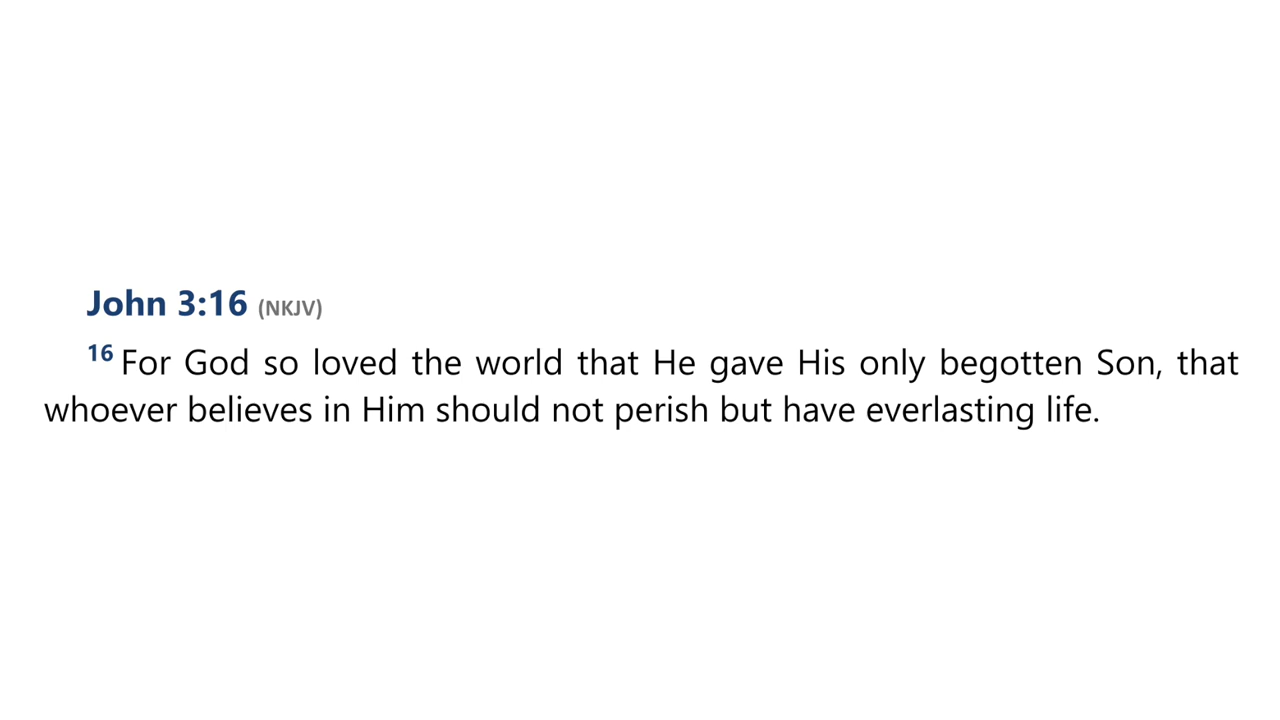 John 3:16 (NKJV)
16 For God so loved the world that He gave His only begotten Son, that
whoever believes in Him should not perish but have everlasting life.